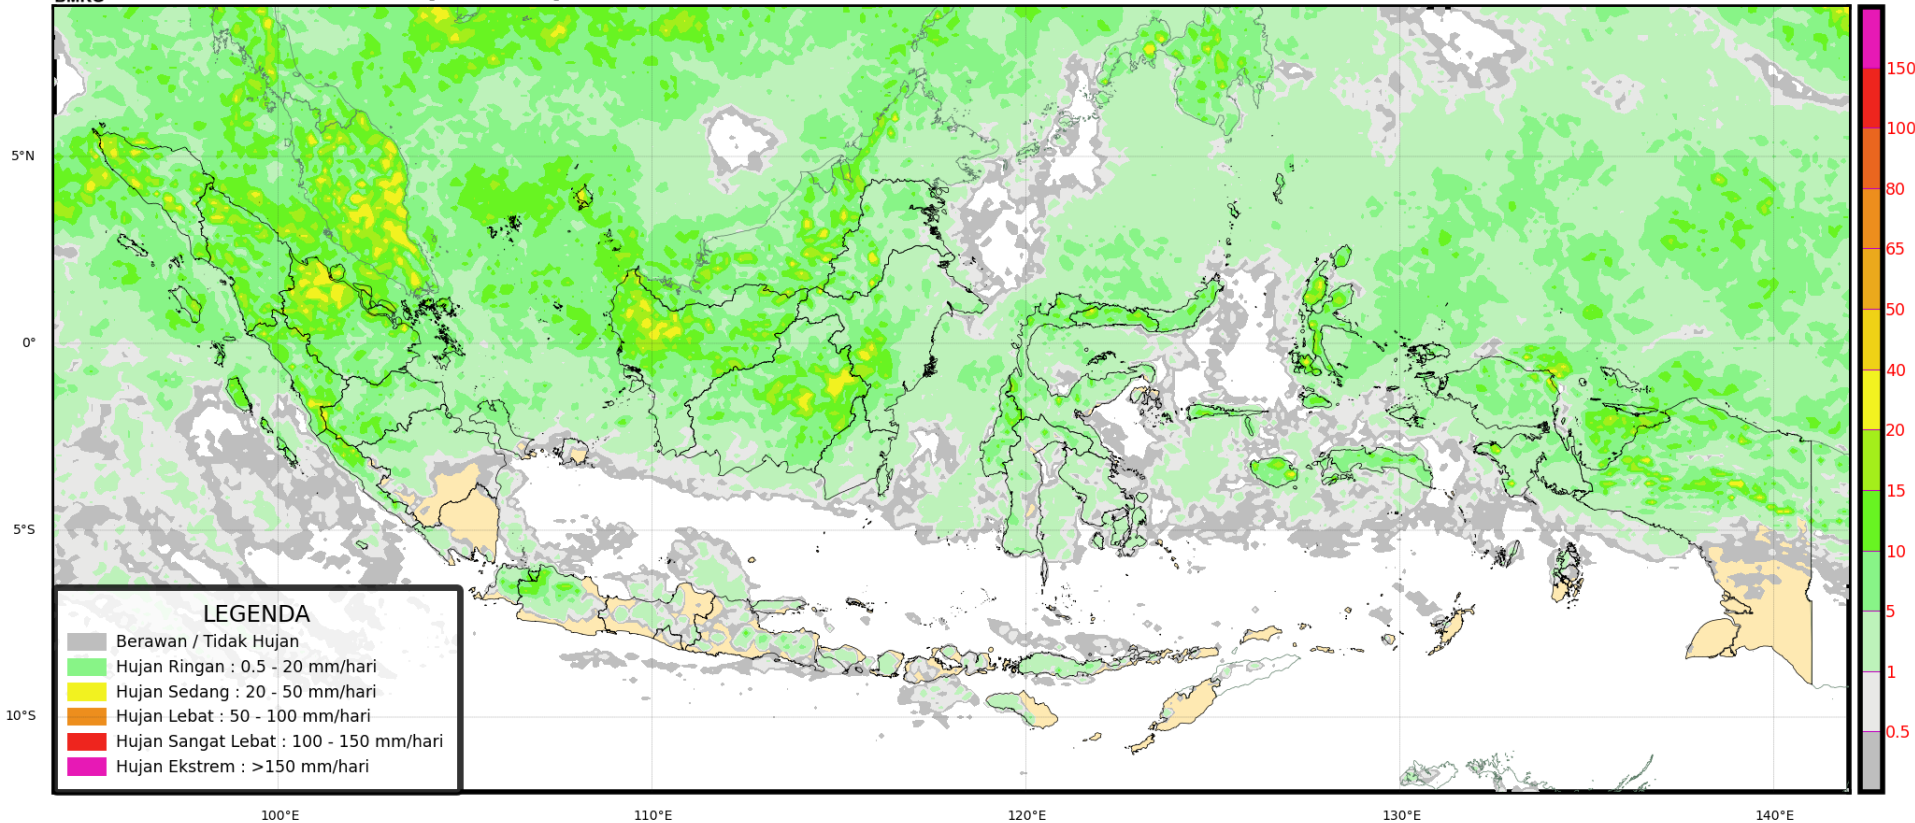 5°N
0°
5°S
10°S
100°E
110°E
120°E
130°E
140°E
LEGENDA
Berawan / Tidak Hujan
Hujan Ringan : 0.5 - 20 mm/hari
Hujan Sedang : 20 - 50 mm/hari
Hujan Lebat : 50 - 100 mm/hari
Hujan Sangat Lebat : 100 - 150 mm/hari
Hujan Ekstrem : >150 mm/hari
150
100
80
65
50
40
20
15
10
5
1
0.5